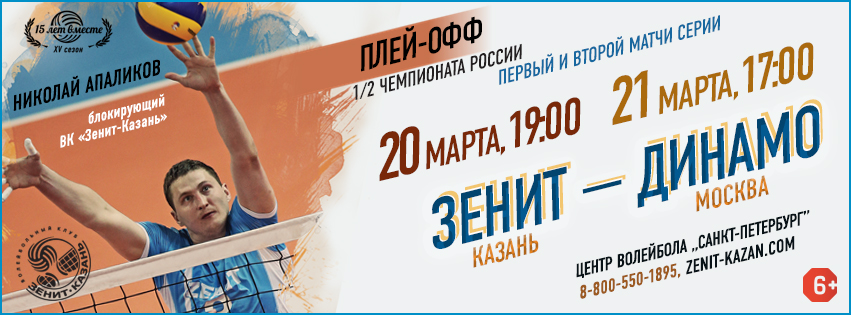 15 лет вместе
XV сезон
НИКОЛАЙ АПАЛИКОВ
блокирующий
ВК «Зенит-Казань»
ПЛЕЙ-ОФФ
1/2 ЧЕМПИОНАТА РОССИИ
ПЕРВЫЙ И ВТОРОЙ МАТЧИ СЕРИИ
20 МАРТА, 19:00
21 МАРТА, 17:00
ЗЕНИТ — ДИНАМО
КАЗАНЬ
МОСКВА
ЦЕНТР ВОЛЕЙБОЛА „САНКТ-ПЕТЕРБУРГ"
8-800-550-1895, ZENIT-KAZAN.COM
ВОЛЕЙБОЛЬНЫЙ КЛУБ
ЗЕНИТ-КАЗАНЬ
6+